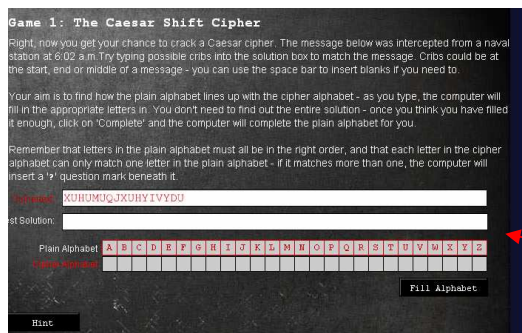 Game 1: The Caesar Shift Cipher
Right, now you get your chance to crack a Caesar cipher. The message below was intercepted from a naval
station at 6:02 a.m.Try typing possible cribs into the solution box to match the message. Cribs could be at
the start, end or middle of a message - you can use the space bar to insert blanks if you need to.
Your aim is to find how the plain alphabet lines up with the cipher alphabet - as you type, the computer will
fill in the appropriate letters in. You don't need to find out the entire solution - once you think you have filled
it enough, click on 'Complete' and the computer will complete the plain alphabet for you.
Remember that letters in the plain alphabet must all be in the right order, and that each letter in the cipher
alphabet can only match one letter in the plain alphabet - if it matches more than one, the computer will
insert a '?' question mark beneath it.
XUHUMUQJXUHYIVYDU
st Solution:
Plain Alphabet A B C D E F G H I J K L M N O P Q R S T U V W X Y Z
Cipher Alphabet
Fill Alphabet
Hint